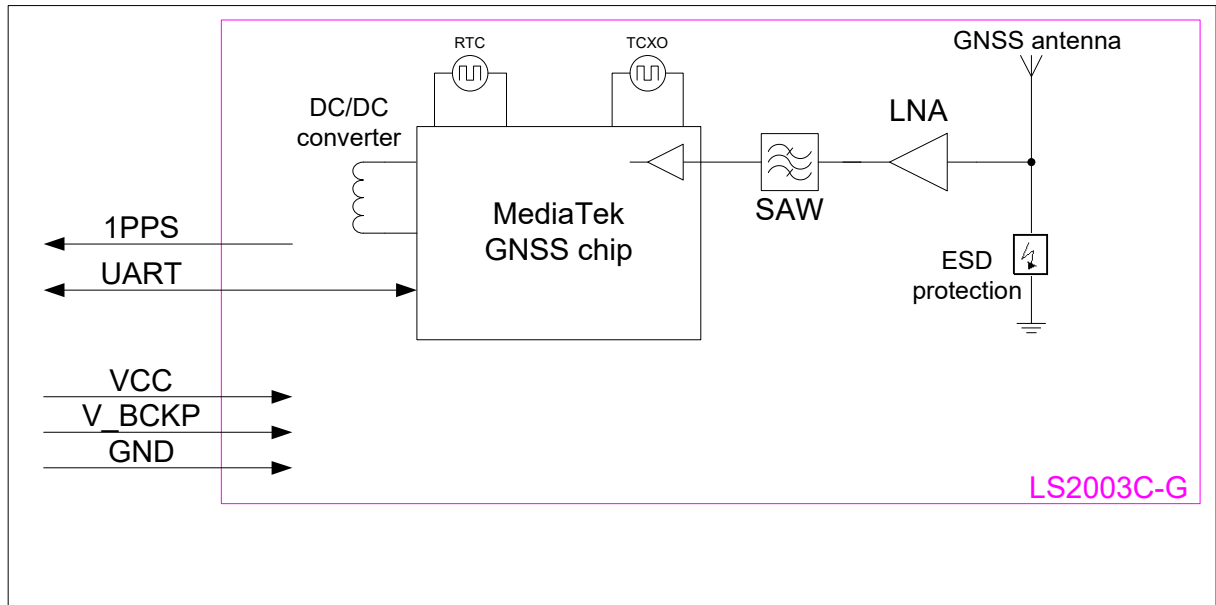 RTC
TCXO
GNSS antenna
DC/DC
converter
LNA
MediaTek
GNSS chip
SAW
1PPS
UART
ESD
protection
VCC
V_BCKP
GND
LS2003C-G